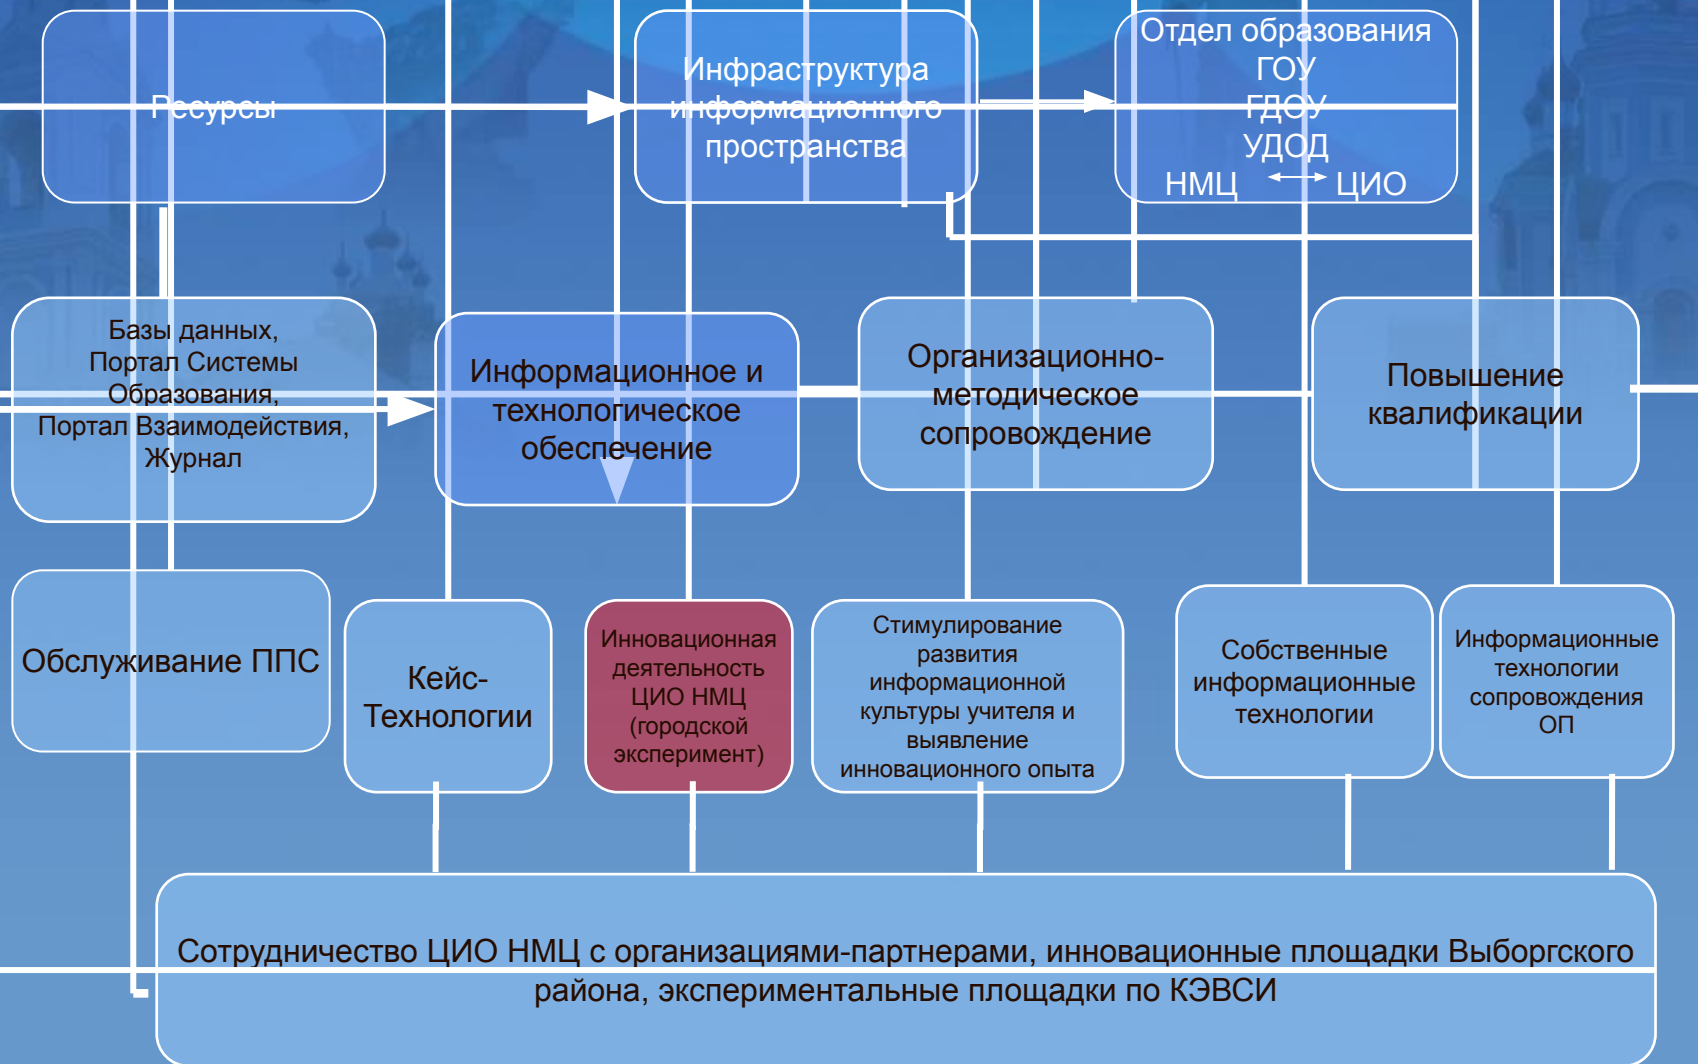 Ресурсы
Инфраструктура
информационного
пространства
Отдел образования
ГОУ
ГДОУ
УДОД
НМЦ ЦИО
Базы данных,
Портал Системы
Образования,
Портал Взаимодействия,
Журнал
Информационное и
технологическое
обеспечение
Организационно-
методическое
сопровождение
Повышение
квалификации
Обслуживание ППС
Кейс-
Технологии
Инновационная
деятельность
ЦИО НМЦ
(городской
эксперимент)
Стимулирование
развития
информационной
культуры учителя и
выявление
инновационного опыта
Собственные
информационные
технологии
Информационные
технологии
сопровождения
ОП
Сотрудничество ЦИО НМЦ с организациями-партнерами, инновационные площадки Выборгского
района, экспериментальные площадки по КЭВСИ